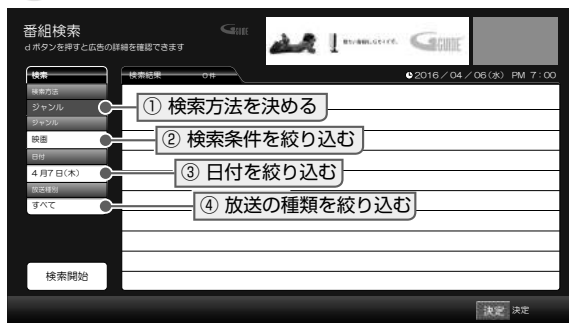 番組検索
dボタンを押すと広告の詳細を確認できます
G GUIDE
G GUIDE
検索
検索結果 0件
2016/04/06(水) PM 7:00
検索方法
ジャンル
① 検索方法を決める
ジャンル
映画
② 検索条件を絞り込む
日付
4月7日(木)
③ 日付を絞り込む
放送種別
すべて
④ 放送の種類を絞り込む
検索開始
決定 決定